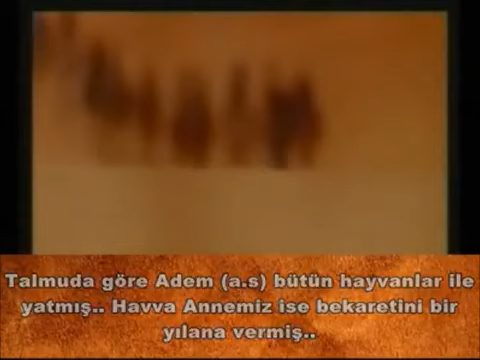 Talmuda göre Adem (a.s) bütün hayvanlar ile
yatmış.. Havva Annemiz ise bekaretini bir
yılana vermiş..